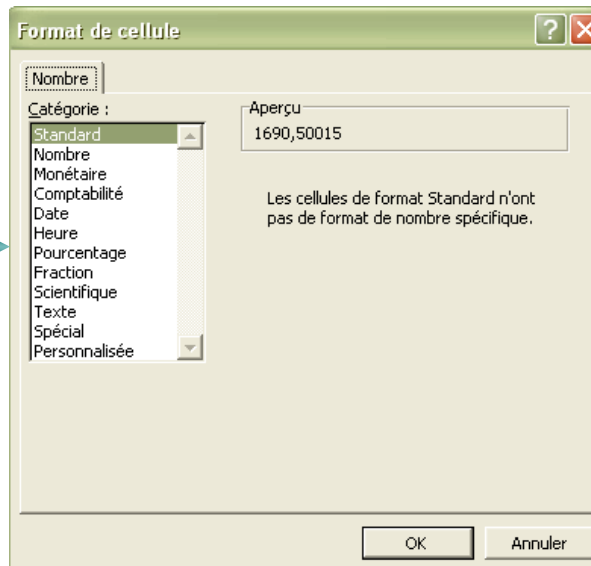 Format de cellule
Nombre
Catégorie :
Standard
Nombre
Monétaire
Comptabilité
Date
Heure
Pourcentage
Fraction
Scientifique
Texte
Spécial
Personnalisée
Aperçu
1690,50015
Les cellules de format Standard n'ont
pas de format de nombre spécifique.
OK
Annuler